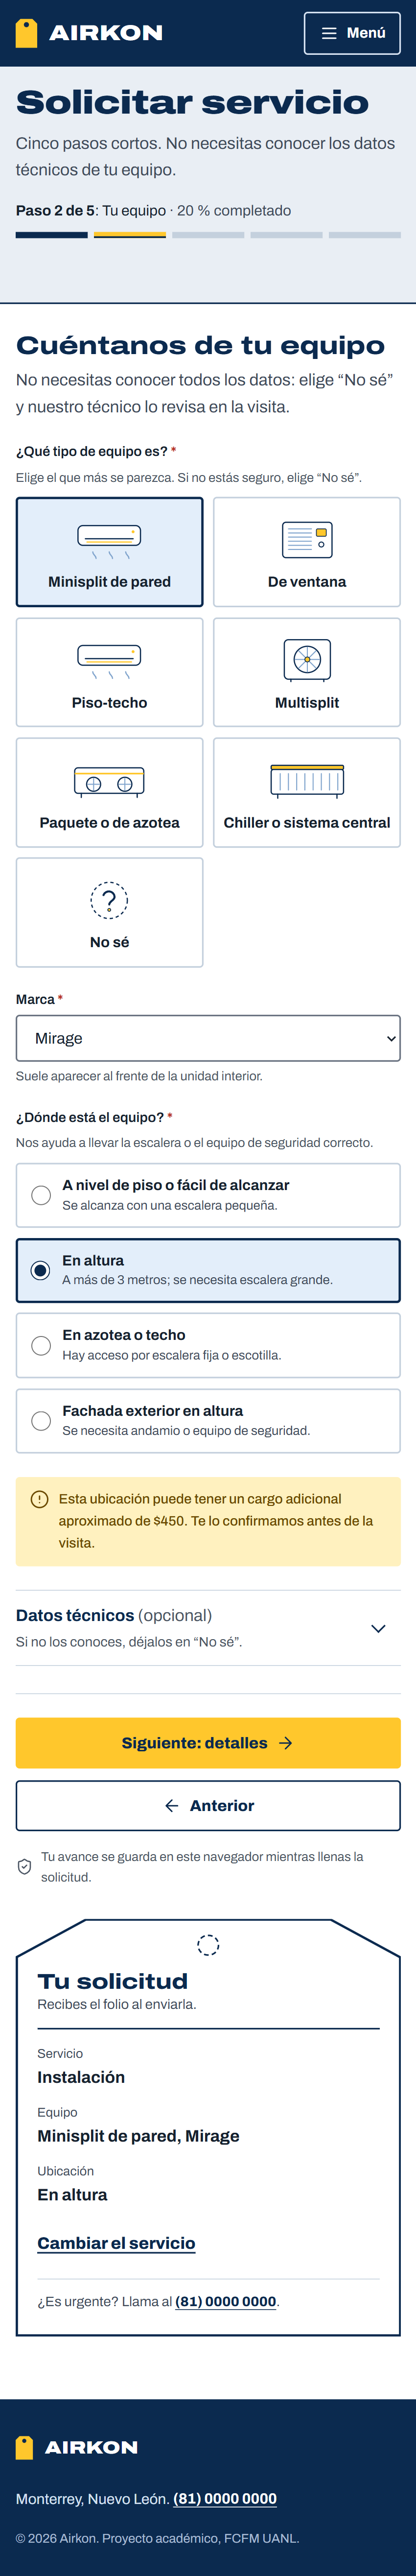 AIRKON
Menú
Solicitar servicio
Cinco pasos cortos. No necesitas conocer los datos
técnicos de tu equipo.
Paso 2 de 5: Tu equipo · 20 % completado
Cuéntanos de tu equipo
No necesitas conocer todos los datos: elige “No sé”
y nuestro técnico lo revisa en la visita.
¿Qué tipo de equipo es? *
Elige el que más se parezca. Si no estás seguro, elige “No sé”.
Minisplit de pared
De ventana
Piso-techo
Multisplit
Paquete o de azotea
Chiller o sistema central
?
No sé
Marca *
Mirage
Suele aparecer al frente de la unidad interior.
¿Dónde está el equipo? *
Nos ayuda a llevar la escalera o el equipo de seguridad correcto.
A nivel de piso o fácil de alcanzar
Se alcanza con una escalera pequeña.
En altura
A más de 3 metros; se necesita escalera grande.
En azotea o techo
Hay acceso por escalera fija o escotilla.
Fachada exterior en altura
Se necesita andamio o equipo de seguridad.
Esta ubicación puede tener un cargo adicional
aproximado de $450. Te lo confirmamos antes de la
visita.
Datos técnicos (opcional)
Si no los conoces, déjalos en “No sé”.
Siguiente: detalles →
← Anterior
Tu avance se guarda en este navegador mientras llenas la
solicitud.
Tu solicitud
Recibes el folio al enviarla.
Servicio
Instalación
Equipo
Minisplit de pared, Mirage
Ubicación
En altura
Cambiar el servicio
¿Es urgente? Llama al (81) 0000 0000.
AIRKON
Monterrey, Nuevo León. (81) 0000 0000
© 2026 Airkon. Proyecto académico, FCFM UANL.